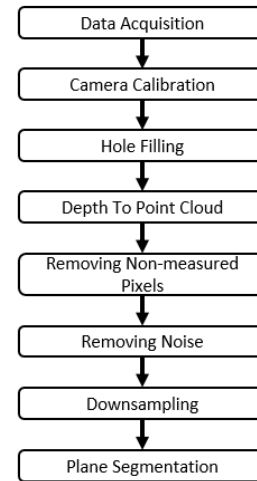 Data Acquisition
Camera Calibration
Hole Filling
Depth To Point Cloud
Removing Non-measured
Pixels
Removing Noise
Downsampling
Plane Segmentation